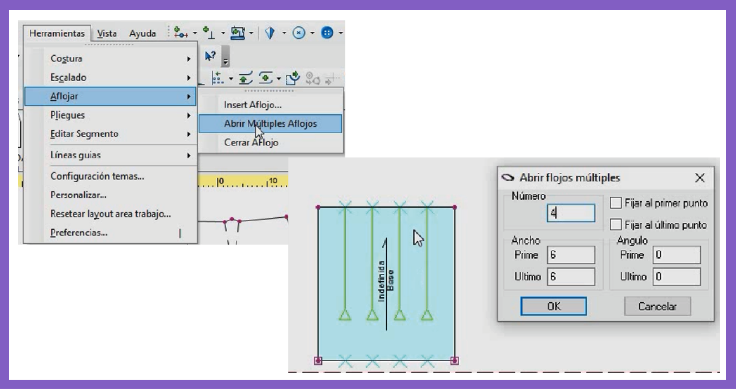 Herramientas Vista Ayuda
Costura
Escalado
Aflojar
Pliegues
Editar Segmento
Líneas guias
Configuración temas...
Personalizar...
Resetear layout area trabajo...
Preferencias...
Insert Aflojo...
Abrir Múltiples Aflojos
Cerrar Aflojo
0 10
Indefinida
Base
Abrir flojos múltiples
Número
4
Fijar al primer punto
Fijar al último punto
Ancho
Prime 6
Ultimo 6
Angulo
Prime 0
Ultimo 0
OK Cancelar